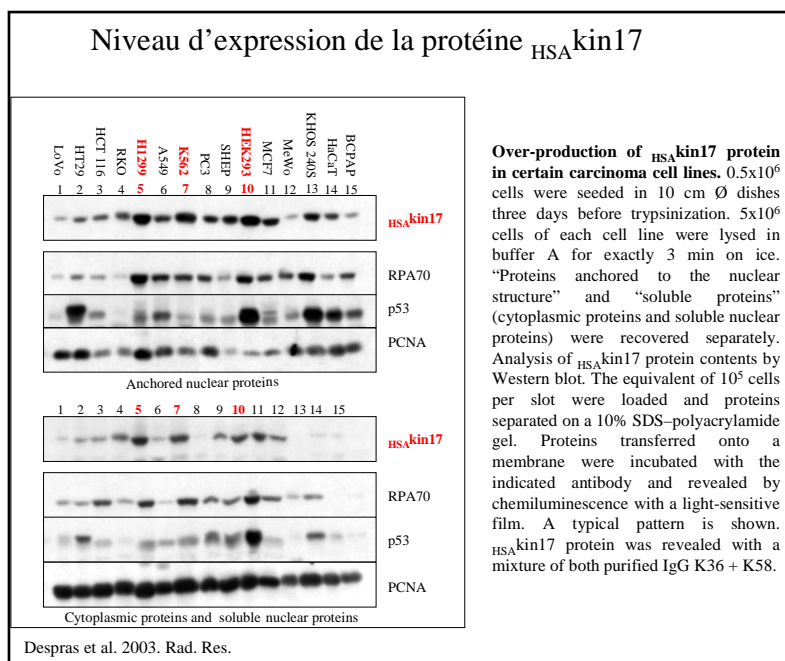 Niveau d’expression de la protéine HSAkin17
LoVo HT29 HCT 116 RKO H1299 A549 K562 PC3 SHEP HEK293 MCF7 MeWo KHOS 240S HaCaT BCPAP
1 2 3 4 5 6 7 8 9 10 11 12 13 14 15
HSAkin17
RPA70
p53
PCNA
Anchored nuclear proteins
1 2 3 4 5 6 7 8 9 10 11 12 13 14 15
HSAkin17
RPA70
p53
PCNA
Cytoplasmic proteins and soluble nuclear proteins
Despras et al. 2003. Rad. Res.
Over-production of HSAkin17 protein
in certain carcinoma cell lines. 0.5x10⁶
cells were seeded in 10 cm Ø dishes
three days before trypsinization. 5x10⁶
cells of each cell line were lysed in
buffer A for exactly 3 min on ice.
“Proteins anchored to the nuclear
structure” and “soluble proteins”
(cytoplasmic proteins and soluble nuclear
proteins) were recovered separately.
Analysis of HSAkin17 protein contents by
Western blot. The equivalent of 10⁵ cells
per slot were loaded and proteins
separated on a 10% SDS–polyacrylamide
gel. Proteins transferred onto a
membrane were incubated with the
indicated antibody and revealed by
chemiluminescence with a light-sensitive
film. A typical pattern is shown.
HSAkin17 protein was revealed with a
mixture of both purified IgG K36 + K58.